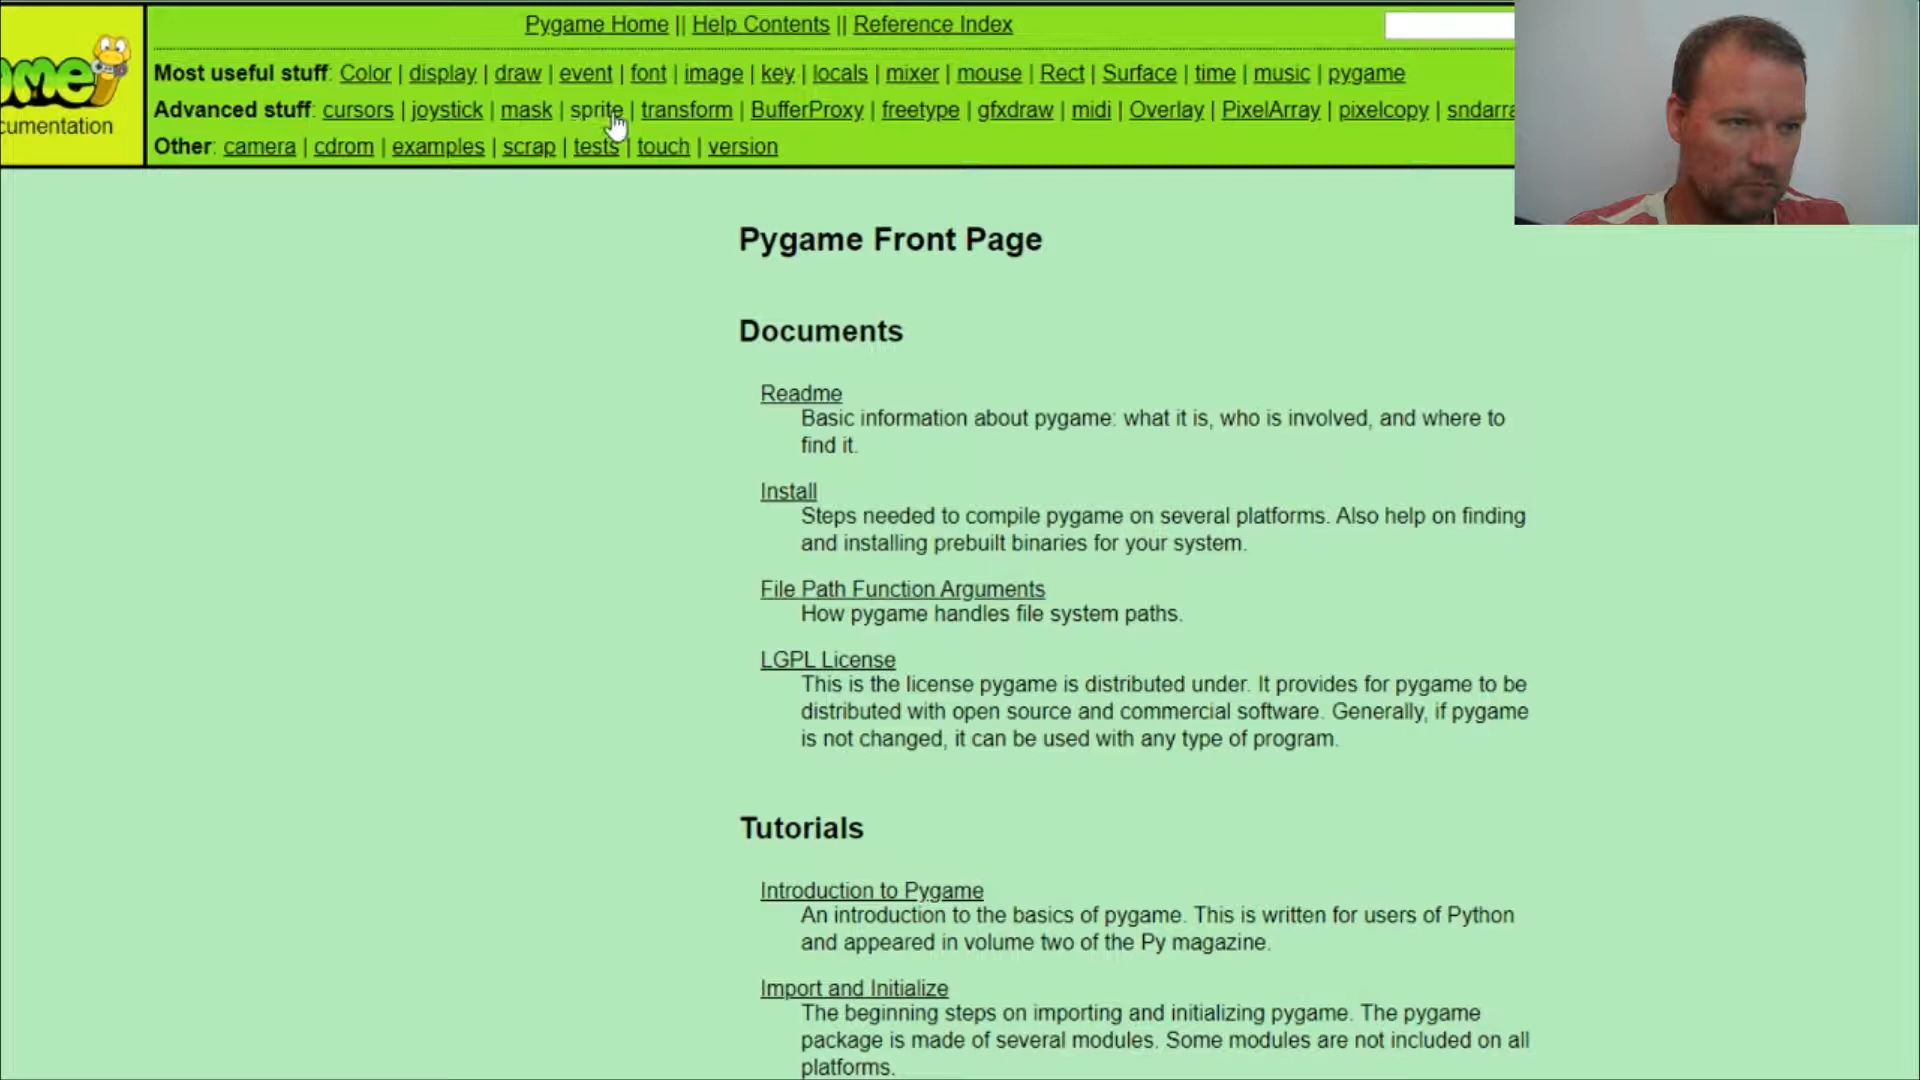 Pygame Home || Help Contents || Reference Index
Most useful stuff: Color | display | draw | event | font | image | key | locals | mixer | mouse | Rect | Surface | time | music | pygame
Advanced stuff: cursors | joystick | mask | sprite | transform | BufferProxy | freetype | gfxdraw | midi | Overlay | PixelArray | pixelcopy | sndarra
Other: camera | cdrom | examples | scrap | tests | touch | version
ame
cumentation
Pygame Front Page
Documents
Readme
Basic information about pygame: what it is, who is involved, and where to
find it.
Install
Steps needed to compile pygame on several platforms. Also help on finding
and installing prebuilt binaries for your system.
File Path Function Arguments
How pygame handles file system paths.
LGPL License
This is the license pygame is distributed under. It provides for pygame to be
distributed with open source and commercial software. Generally, if pygame
is not changed, it can be used with any type of program.
Tutorials
Introduction to Pygame
An introduction to the basics of pygame. This is written for users of Python
and appeared in volume two of the Py magazine.
Import and Initialize
The beginning steps on importing and initializing pygame. The pygame
package is made of several modules. Some modules are not included on all
platforms.